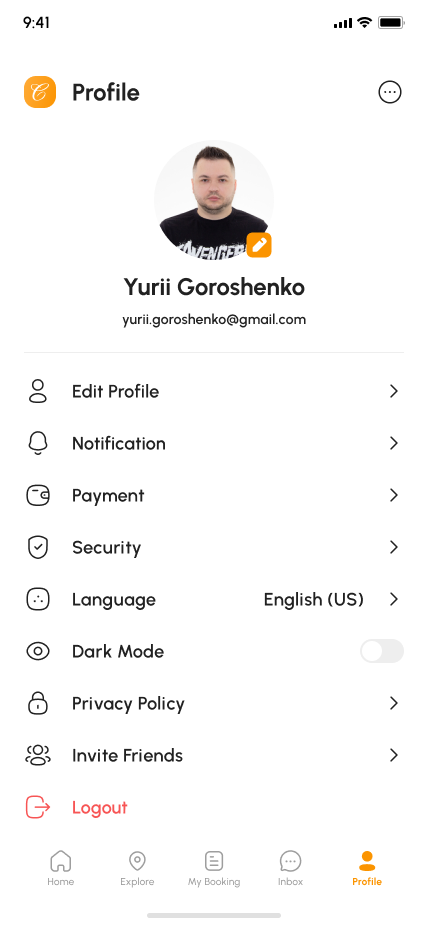 9:41
C
Profile
AVENGER
Yurii Goroshenko
yurii.goroshenko@gmail.com
Edit Profile
Notification
Payment
Security
Language English (US)
Dark Mode
Privacy Policy
Invite Friends
Logout
Home Explore My Booking Inbox Profile